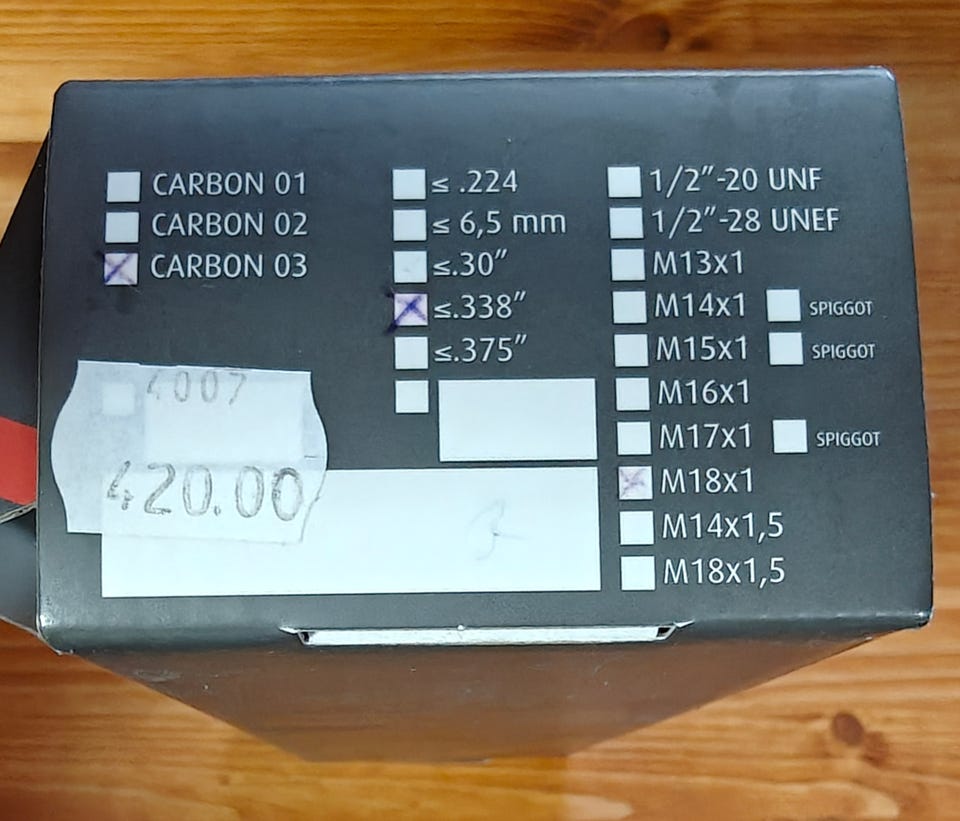 CARBON 01
CARBON 02
CARBON 03
≤ .224
≤ 6,5 mm
≤.30”
≤.338”
≤.375”
1/2”-20 UNF
1/2”-28 UNEF
M13x1
M14x1 SPIGGOT
M15x1 SPIGGOT
M16x1
M17x1 SPIGGOT
M18x1
M14x1,5
M18x1,5
4007
420.00